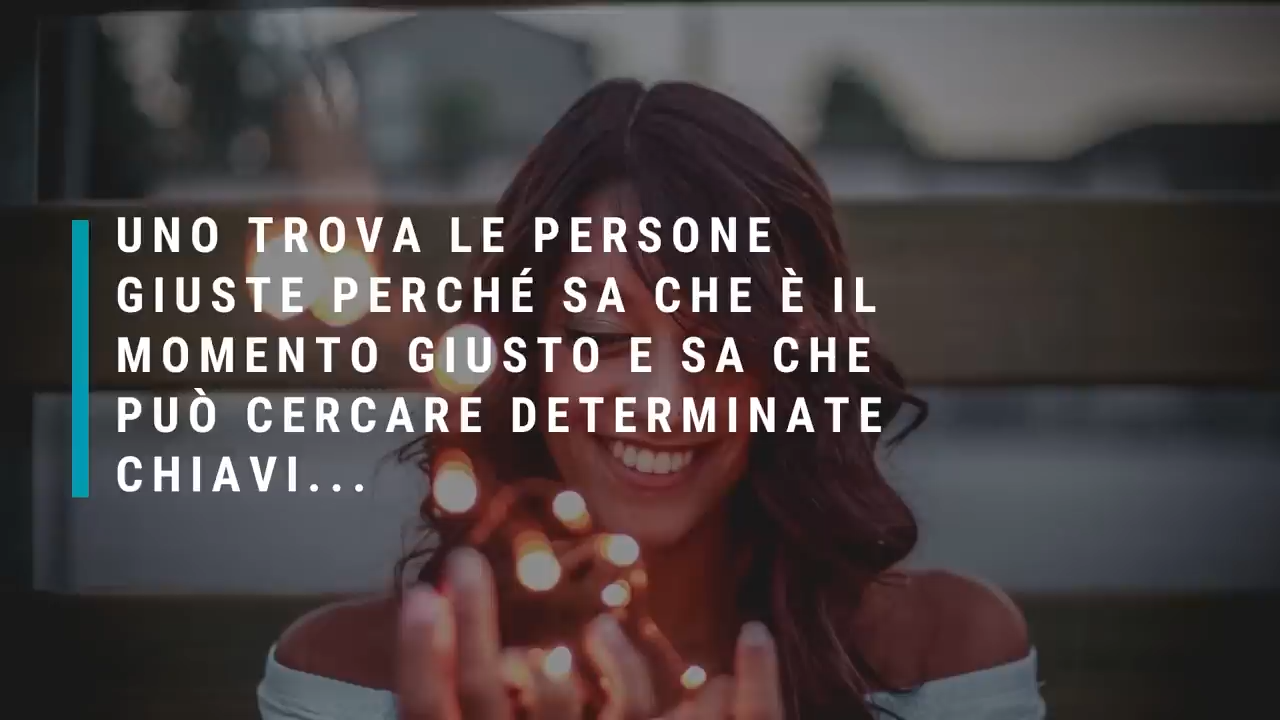 UNO TROVA LE PERSONE
GIUSTE PERCHÉ SA CHE È IL
MOMENTO GIUSTO E SA CHE
PUÒ CERCARE DETERMINATE
CHIAVI...